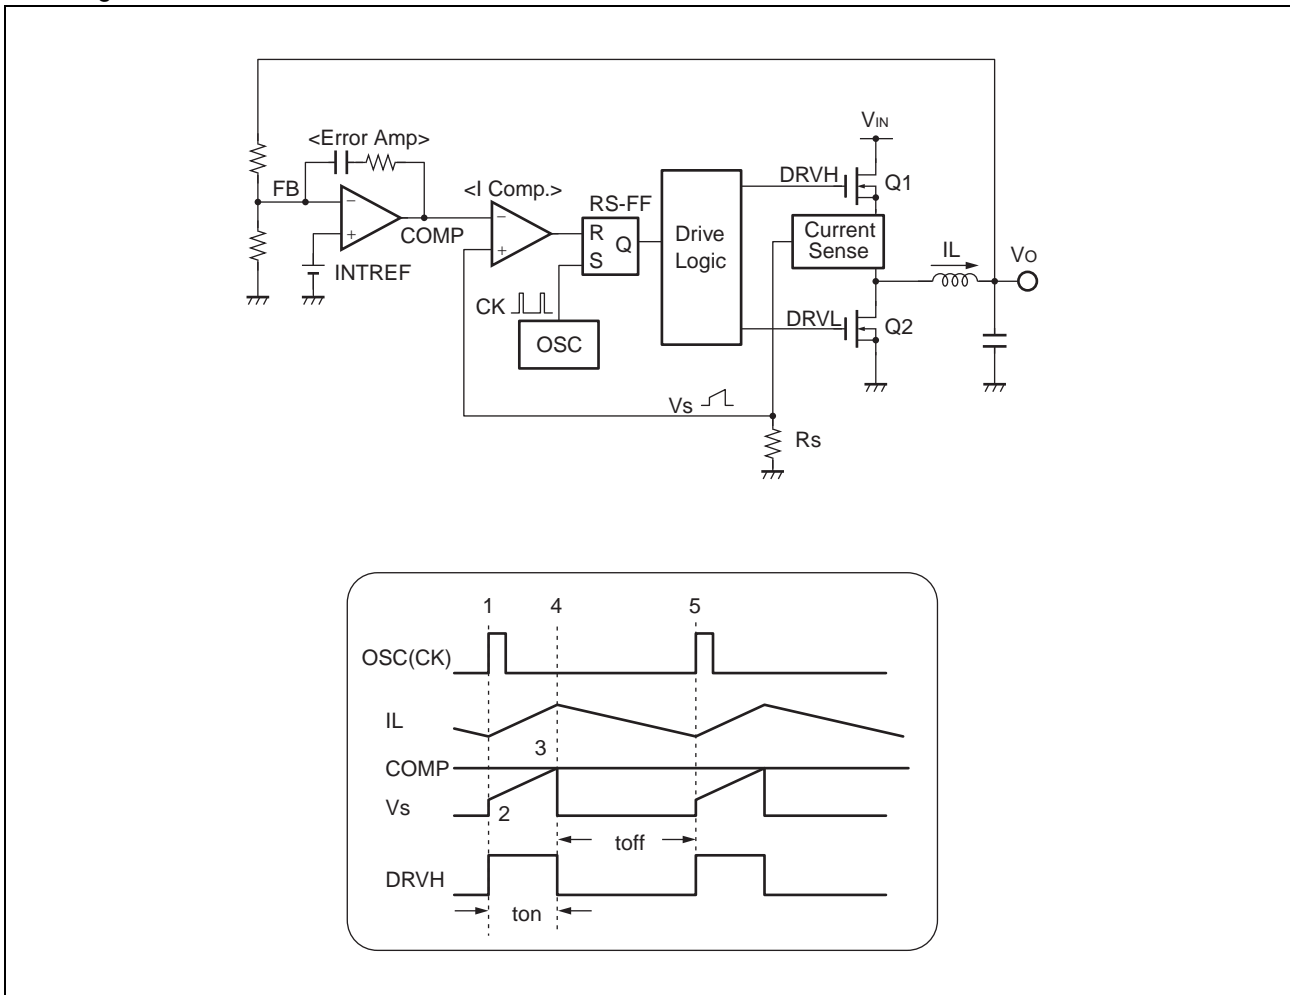 <Error Amp>
FB
−
+
COMP
INTREF
<I Comp.>
−
+
RS-FF
R
Q
S
CK
OSC
Drive
Logic
VIN
DRVH
Q1
Current
Sense
IL
VO
DRVL
Q2
Vs
Rs
1 4 5
OSC(CK)
IL
3
COMP
Vs
2
toff
DRVH
ton